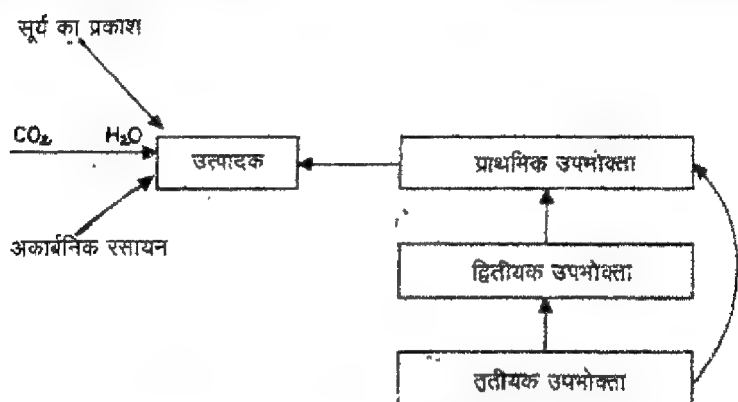 सूर्य का प्रकाश
CO₂ H₂O
उत्पादक
प्राथमिक उपभोक्ता
अकार्बनिक रसायन
द्वितीयक उपभोक्ता
तृतीयक उपभोक्ता